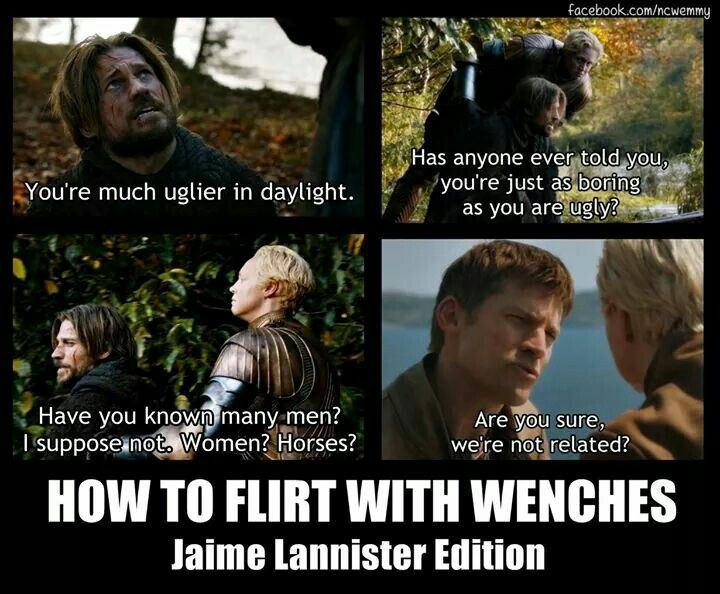 facebook.com/ncwemmy
You're much uglier in daylight.
Has anyone ever told you,
you're just as boring
as you are ugly?
Have you known many men?
I suppose not. Women? Horses?
Are you sure,
we're not related?
HOW TO FLIRT WITH WENCHES
Jaime Lannister Edition